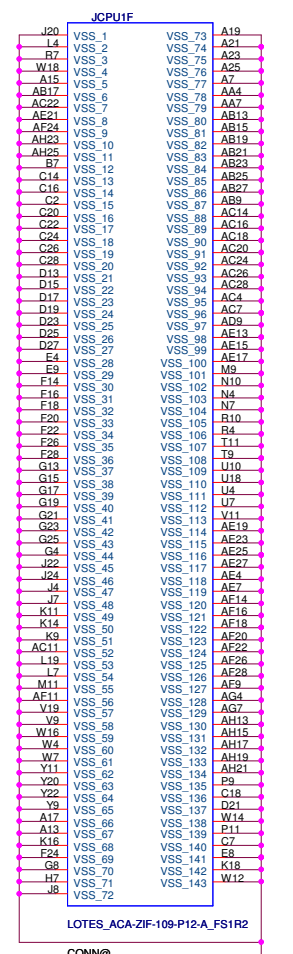 JCPU1F
J20 VSS_1 VSS_73 A19
L4 VSS_2 VSS_74 A21
R7 VSS_3 VSS_75 A23
W18 VSS_4 VSS_76 A25
A15 VSS_5 VSS_77 A7
AB17 VSS_6 VSS_78 AA4
AC22 VSS_7 VSS_79 AA7
AE21 VSS_8 VSS_80 AB13
AF24 VSS_9 VSS_81 AB15
AH23 VSS_10 VSS_82 AB19
AH25 VSS_11 VSS_83 AB21
B7 VSS_12 VSS_84 AB23
C14 VSS_13 VSS_85 AB25
C16 VSS_14 VSS_86 AB27
C2 VSS_15 VSS_87 AB9
C20 VSS_16 VSS_88 AC14
C22 VSS_17 VSS_89 AC16
C24 VSS_18 VSS_90 AC18
C26 VSS_19 VSS_91 AC20
C28 VSS_20 VSS_92 AC24
D13 VSS_21 VSS_93 AC26
D15 VSS_22 VSS_94 AC28
D17 VSS_23 VSS_95 AC4
D19 VSS_24 VSS_96 AC7
D23 VSS_25 VSS_97 AD9
D25 VSS_26 VSS_98 AE13
D27 VSS_27 VSS_99 AE15
E4 VSS_28 VSS_100 AE17
E9 VSS_29 VSS_101 M9
F14 VSS_30 VSS_102 N10
F16 VSS_31 VSS_103 N4
F18 VSS_32 VSS_104 N7
F20 VSS_33 VSS_105 R10
F22 VSS_34 VSS_106 R4
F26 VSS_35 VSS_107 T11
F28 VSS_36 VSS_108 T9
G13 VSS_37 VSS_109 U10
G15 VSS_38 VSS_110 U18
G17 VSS_39 VSS_111 U4
G19 VSS_40 VSS_112 U7
G21 VSS_41 VSS_113 V11
G23 VSS_42 VSS_114 AE19
G25 VSS_43 VSS_115 AE23
G4 VSS_44 VSS_116 AE25
J22 VSS_45 VSS_117 AE27
J24 VSS_46 VSS_118 AE4
J4 VSS_47 VSS_119 AE7
J7 VSS_48 VSS_120 AF14
K11 VSS_49 VSS_121 AF16
K14 VSS_50 VSS_122 AF18
K9 VSS_51 VSS_123 AF20
AC11 VSS_52 VSS_124 AF22
L19 VSS_53 VSS_125 AF26
L7 VSS_54 VSS_126 AF28
M11 VSS_55 VSS_127 AF9
AF11 VSS_56 VSS_128 AG4
V19 VSS_57 VSS_129 AG7
V9 VSS_58 VSS_130 AH13
W16 VSS_59 VSS_131 AH15
W4 VSS_60 VSS_132 AH17
W7 VSS_61 VSS_133 AH19
Y11 VSS_62 VSS_134 AH21
Y20 VSS_63 VSS_135 P9
Y22 VSS_64 VSS_136 C18
Y9 VSS_65 VSS_137 D21
A17 VSS_66 VSS_138 W14
A13 VSS_67 VSS_139 P11
K16 VSS_68 VSS_140 C7
F24 VSS_69 VSS_141 E8
G8 VSS_70 VSS_142 K18
H7 VSS_71 VSS_143 W12
J8 VSS_72
LOTES_ACA-ZIF-109-P12-A_FS1R2
CONN@